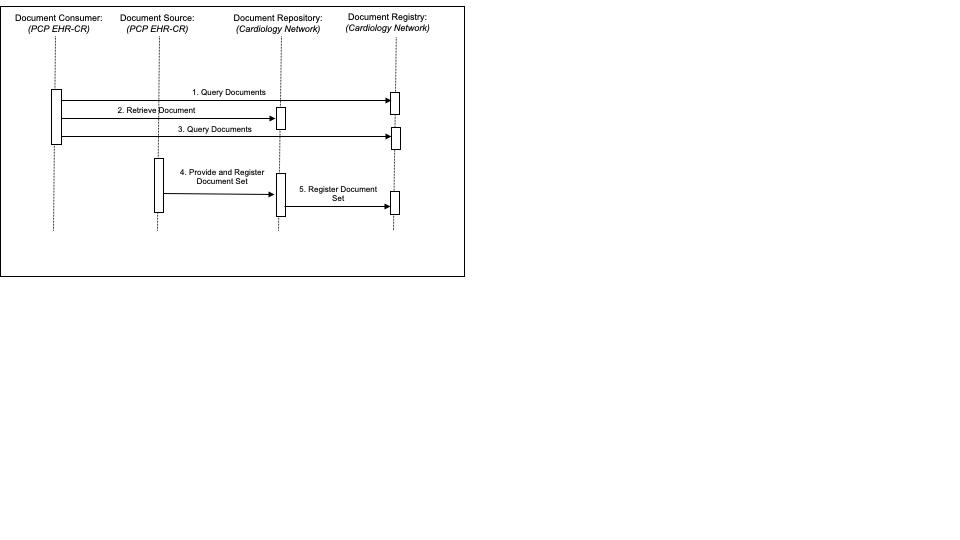 Document Consumer:
(PCP EHR-CR)
Document Source:
(PCP EHR-CR)
Document Repository:
(Cardiology Network)
Document Registry:
(Cardiology Network)
1. Query Documents
2. Retrieve Document
3. Query Documents
4. Provide and Register
Document Set
5. Register Document
Set